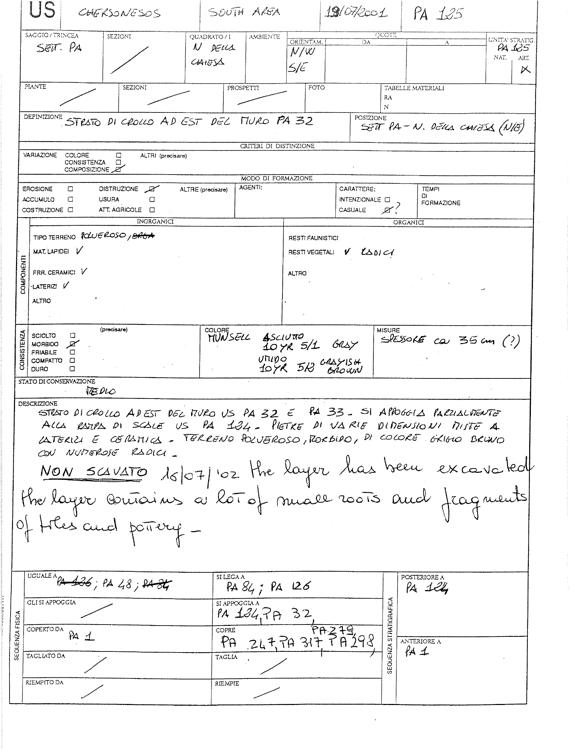 US CHERSONESOS SOUTH AREA 19/07/2001 PA 125
SAGGIO/TRINCEA SEZIONI QUADRATO/I AMBIENTE QUOTE UNITA' STRATIG
SETT. PA N DELLA CHIESA ORIENTAM. DA A PA 125
N/W S/E NAT. ART. X
PIANTE SEZIONI PROSPETTI FOTO TABELLE MATERIALI
RA
N
DEFINIZIONE STRATO DI CROLLO AD EST DEL MURO PA 32 POSIZIONE
SETT PA - N. DELLA CHIESA (N/E)
CRITERI DI DISTINZIONE
VARIAZIONE COLORE ALTRI (precisare)
CONSISTENZA
COMPOSIZIONE
MODO DI FORMAZIONE
EROSIONE DISTRUZIONE ALTRE (precisare) AGENTI: CARATTERE: TEMPI
ACCUMULO USURA INTENZIONALE DI
COSTRUZIONE ATT. AGRICOLE CASUALE ? FORMAZIONE
INORGANICI ORGANICI
COMPONENTI
TIPO TERRENO POLVEROSO, RESTI FAUNISTICI
MAT. LAPIDEI V RESTI VEGETALI V RADICI
FRR. CERAMICI V ALTRO
LATERIZI V
ALTRO
CONSISTENZA
SCIOLTO (precisare) COLORE MISURE
MORBIDO MUNSELL ASCIUTTO SPESSORE ca 35 cm (?)
FRIABILE 10 YR 5/1 GRAY
COMPATTO UMIDO
DURO 10YR 5/2 GRAYISH BROWN
STATO DI CONSERVAZIONE
MEDIO
DESCRIZIONE
STRATO DI CROLLO AD EST DEL MURO US PA 32 E PA 33 - SI APPOGGIA PARZIALMENTE
ALLA RAMPA DI SCALE US PA 124. PIETRE DI VARIE DIMENSIONI MISTE A
LATERIZI E CERAMICA - TERRENO POLVEROSO, MORBIDO, DI COLORE GRIGIO BRUNO
CON NUMEROSE RADICI -
NON SCAVATO 16/07/'02 the layer has been excavated
the layer contains a lot of small roots and fragments
of tiles and pottery -
SEQUENZA FISICA
UGUALE A PA 126; PA 48; PA 84 SI LEGA A PA 84; PA 126
GLI SI APPOGGIA SI APPOGGIA A PA 124, PA 32,
COPERTO DA PA 1 COPRE PA 279,
PA 247, PA 317, PA 298,
TAGLIATO DA TAGLIA
RIEMPITO DA RIEMPIE
SEQUENZA STRATIGRAFICA
POSTERIORE A
PA 124
ANTERIORE A
PA 1